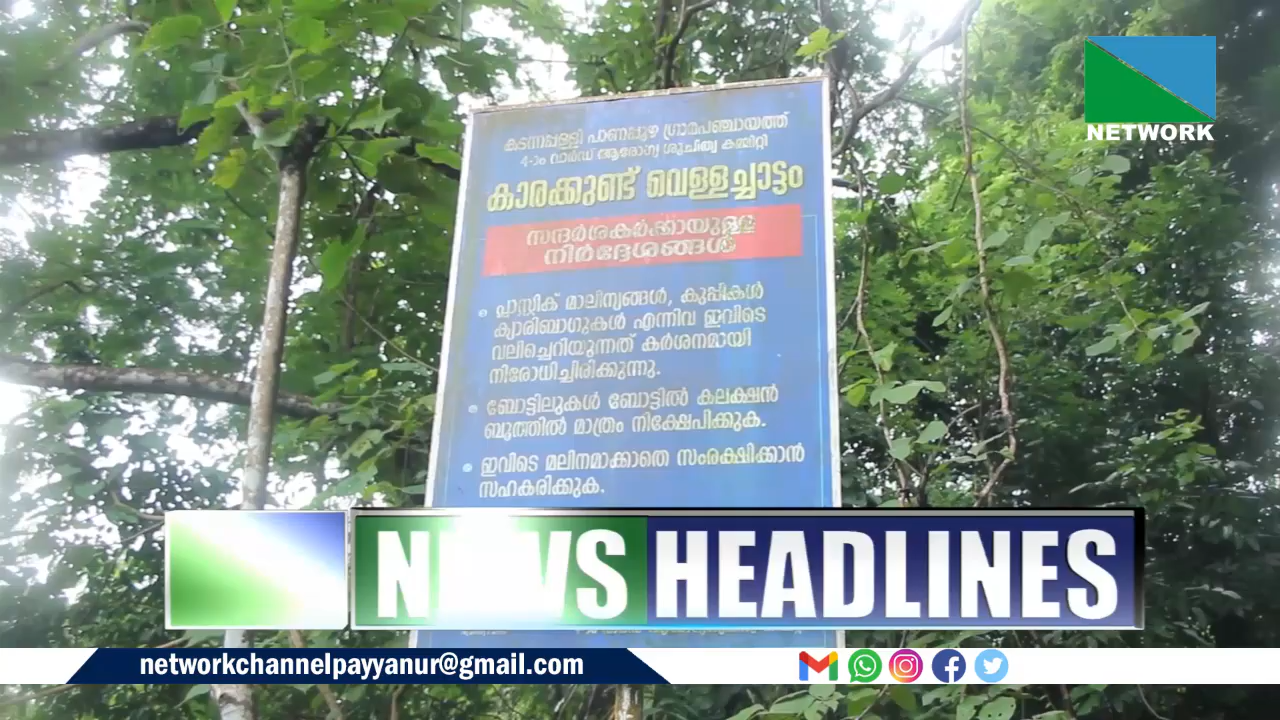 NETWORK
കടന്നപ്പള്ളി പാണപ്പുഴ ഗ്രാമപഞ്ചായത്ത്
4-ാം വാർഡ് ആരോഗ്യ ശുചിത്വ കമ്മിറ്റി
കാരക്കുണ്ട് വെള്ളച്ചാട്ടം
സന്ദർശകർക്കായുള്ള
നിർദ്ദേശങ്ങൾ
പ്ലാസ്റ്റിക് മാലിന്യങ്ങൾ, കുപ്പികൾ
ക്യാരിബാഗുകൾ എന്നിവ ഇവിടെ
വലിച്ചെറിയുന്നത് കർശനമായി
നിരോധിച്ചിരിക്കുന്നു.
ബോട്ടിലുകൾ ബോട്ടിൽ കലക്ഷൻ
ബൂത്തിൽ മാത്രം നിക്ഷേപിക്കുക.
ഇവിടെ മലിനമാക്കാതെ സംരക്ഷിക്കാൻ
സഹകരിക്കുക.
NEWS HEADLINES
networkchannelpayyanur@gmail.com